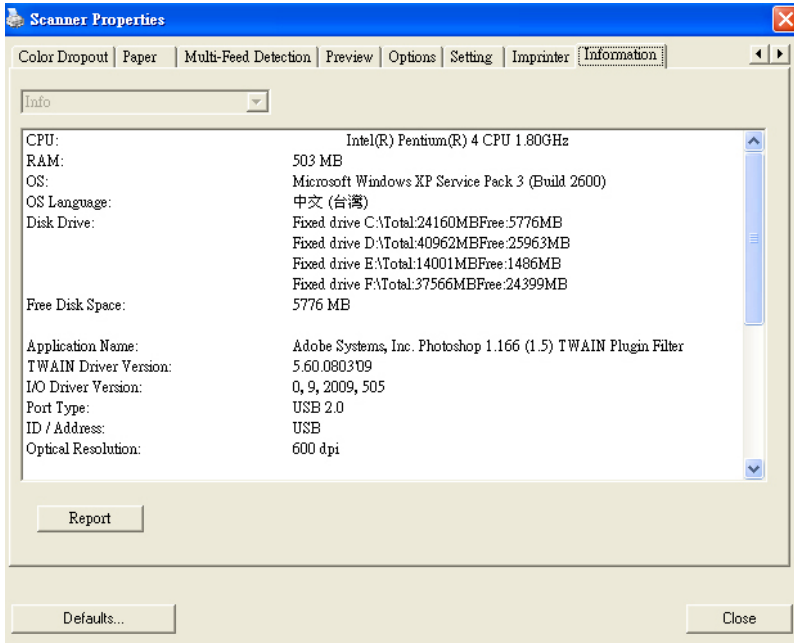 Scanner Properties
Color Dropout Paper Multi-Feed Detection Preview Options Setting Imprinter Information
Info
CPU: Intel(R) Pentium(R) 4 CPU 1.80GHz
RAM: 503 MB
OS: Microsoft Windows XP Service Pack 3 (Build 2600)
OS Language: 中文 (台灣)
Disk Drive: Fixed drive C:\Total:24160MBFree:5776MB
Fixed drive D:\Total:40962MBFree:25963MB
Fixed drive E:\Total:14001MBFree:1486MB
Fixed drive F:\Total:37566MBFree:24399MB
Free Disk Space: 5776 MB
Application Name: Adobe Systems, Inc. Photoshop 1.166 (1.5) TWAIN Plugin Filter
TWAIN Driver Version: 5.60.0803'09
I/O Driver Version: 0, 9, 2009, 505
Port Type: USB 2.0
ID / Address: USB
Optical Resolution: 600 dpi
Report
Defaults... Close